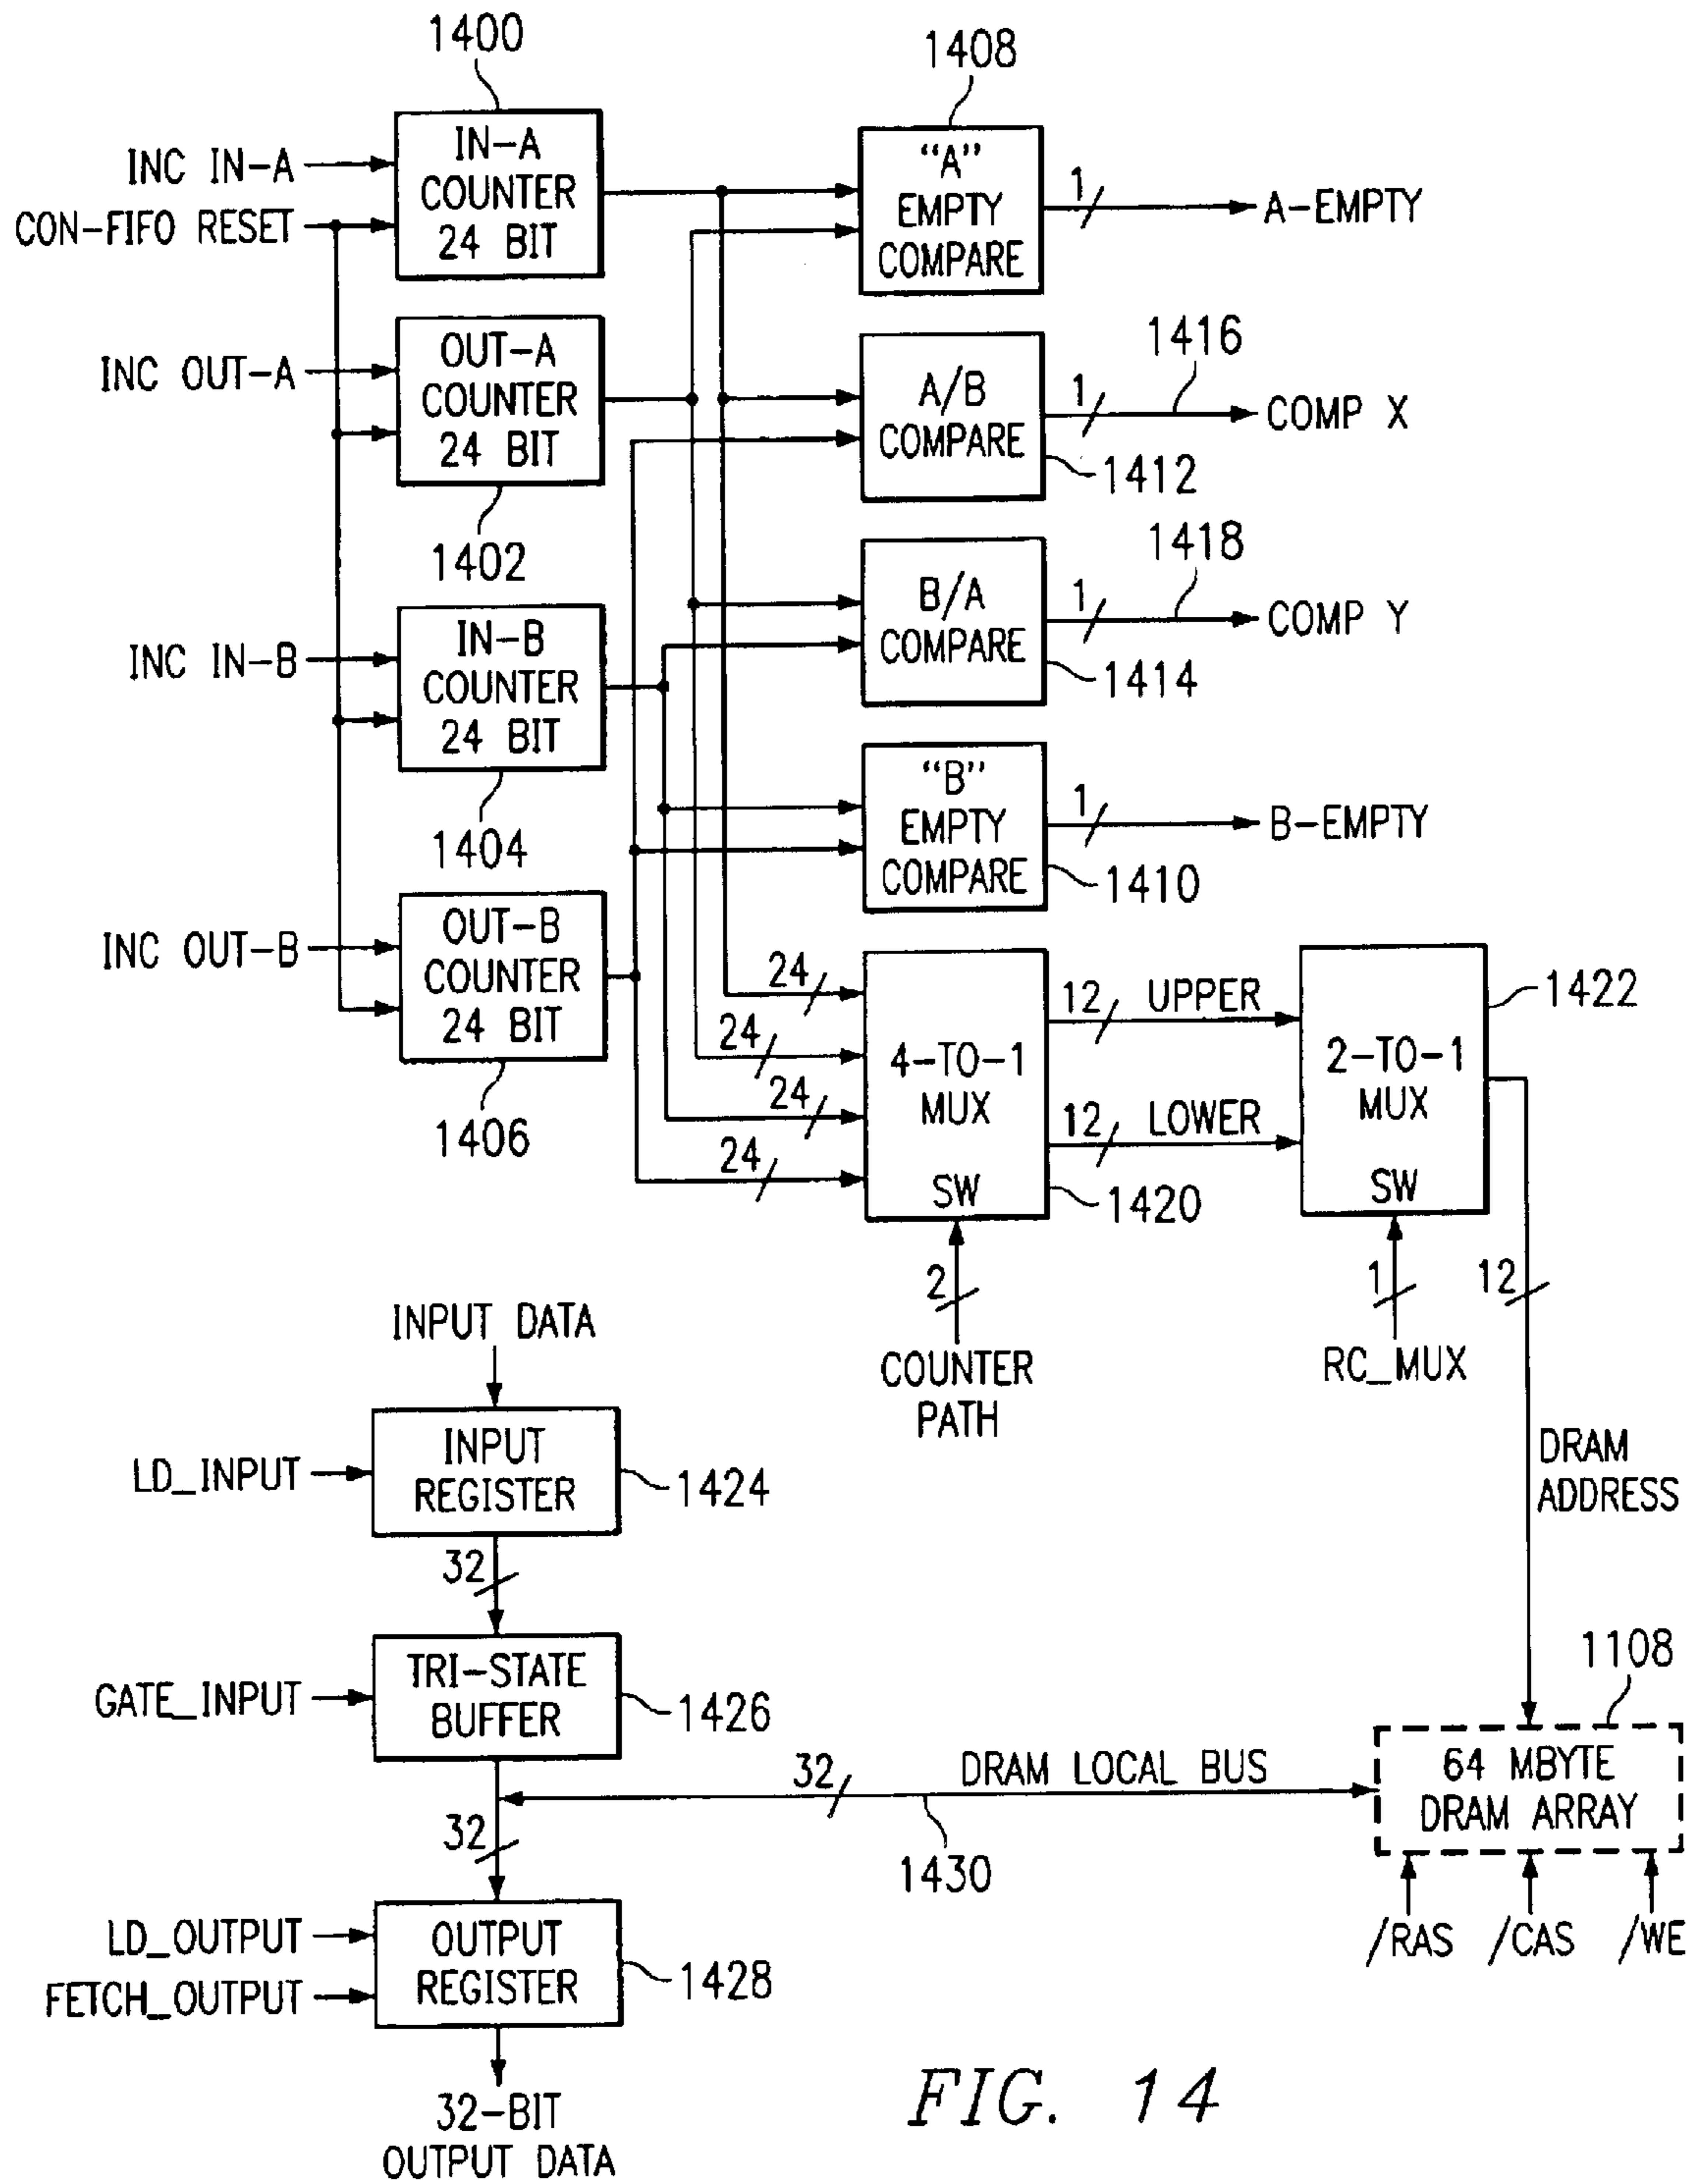 1400
1408
INC IN-A
CON-FIFO RESET
IN-A
COUNTER
24 BIT
"A"
EMPTY
COMPARE
1
A-EMPTY
INC OUT-A
OUT-A
COUNTER
24 BIT
1402
A/B
COMPARE
1412
1
1416
COMP X
INC IN-B
IN-B
COUNTER
24 BIT
1404
B/A
COMPARE
1414
1
1418
COMP Y
"B"
EMPTY
COMPARE
1410
1
B-EMPTY
INC OUT-B
OUT-B
COUNTER
24 BIT
1406
24
24
24
24
4-TO-1
MUX
SW
1420
12 UPPER
12 LOWER
2-TO-1
MUX
SW
1422
2
COUNTER
PATH
1
RC_MUX
12
DRAM
ADDRESS
INPUT DATA
LD_INPUT
INPUT
REGISTER
1424
32
GATE_INPUT
TRI-STATE
BUFFER
1426
32
32 DRAM LOCAL BUS
1430
1108
64 MBYTE
DRAM ARRAY
/RAS /CAS /WE
LD_OUTPUT
FETCH_OUTPUT
OUTPUT
REGISTER
1428
32-BIT
OUTPUT DATA
FIG. 14